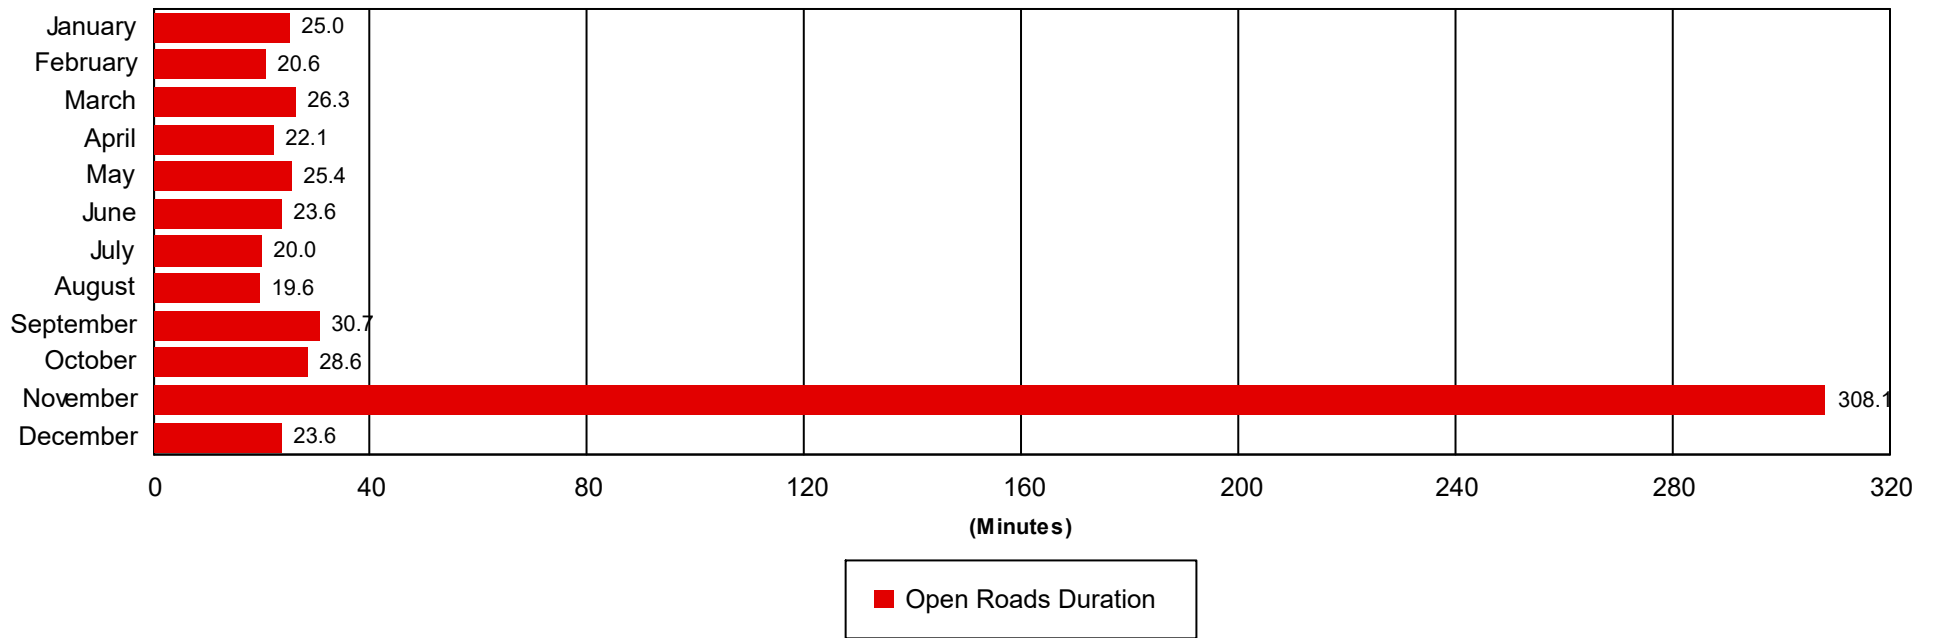 January 25.0
February 20.6
March 26.3
April 22.1
May 25.4
June 23.6
July 20.0
August 19.6
September 30.7
October 28.6
November 308.1
December 23.6
0 40 80 120 160 200 240 280 320
(Minutes)
Open Roads Duration